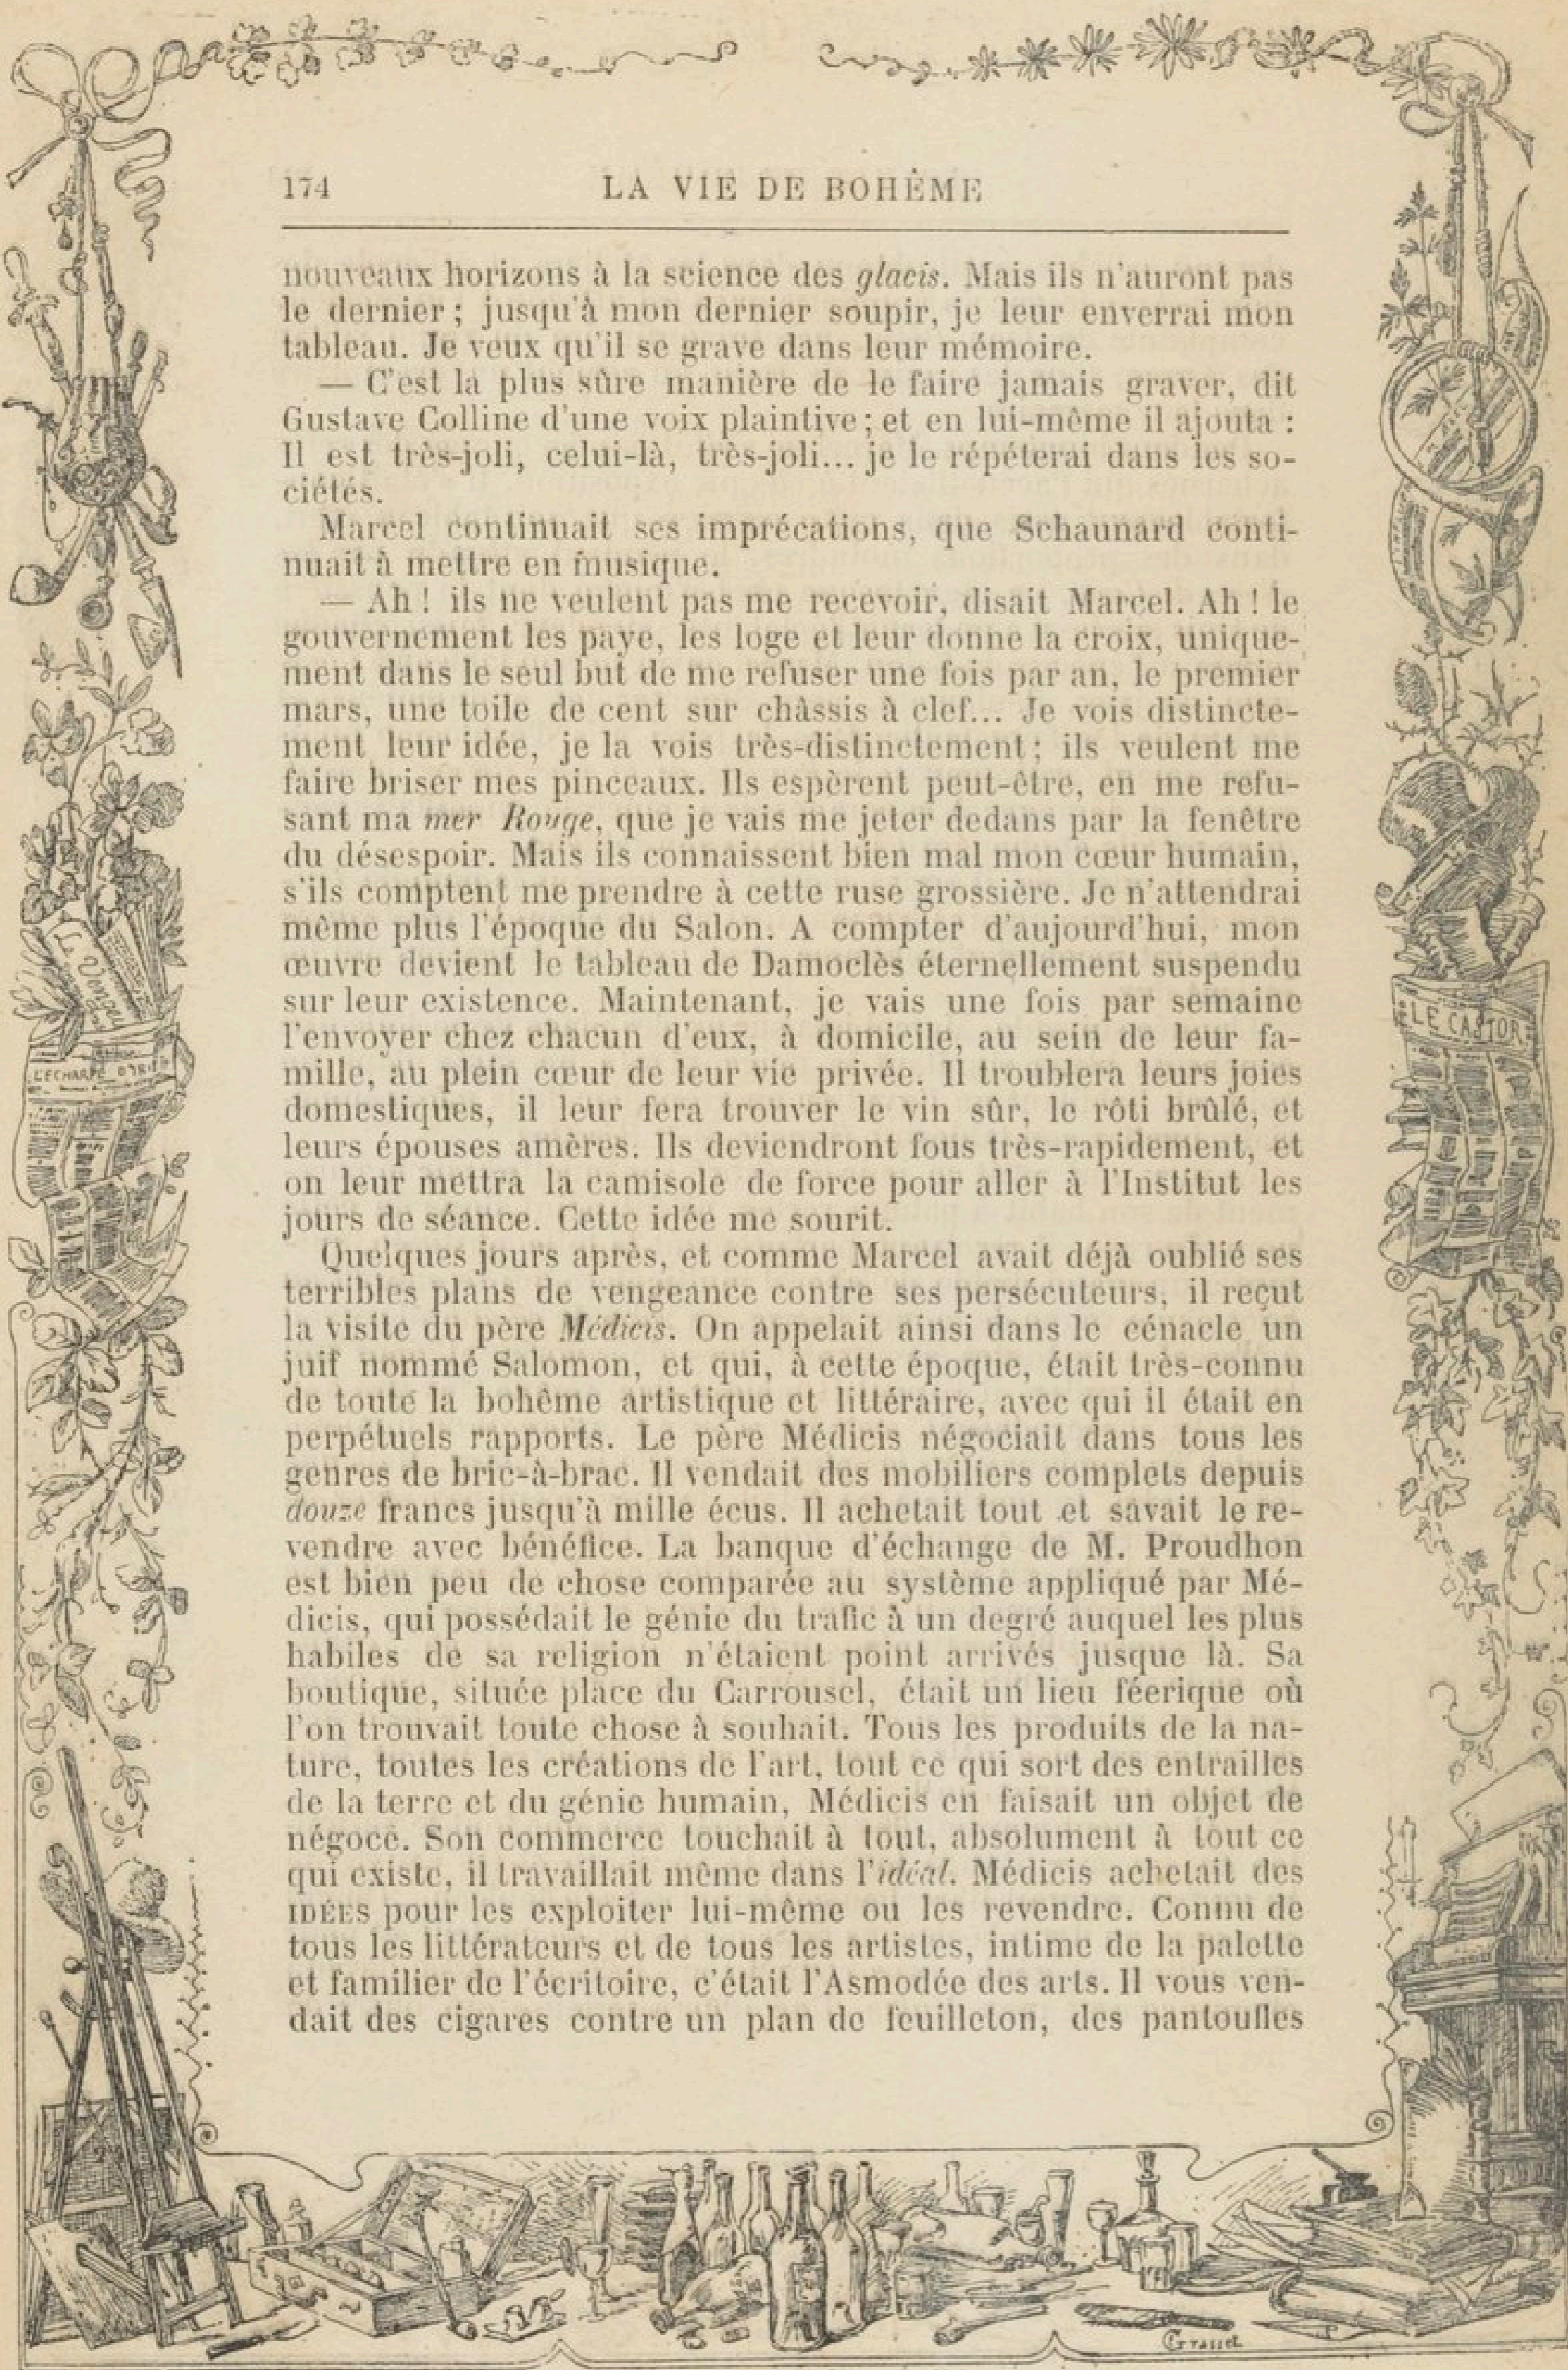 174
LA VIE DE BOHÊME
nouveaux horizons à la science des glacis. Mais ils n'auront pas
le dernier ; jusqu'à mon dernier soupir, je leur enverrai mon
tableau. Je veux qu'il se grave dans leur mémoire.
— C'est la plus sûre manière de le faire jamais graver, dit
Gustave Colline d'une voix plaintive ; et en lui-même il ajouta :
Il est très-joli, celui-là, très-joli... je le répéterai dans les so-
ciétés.
Marcel continuait ses imprécations, que Schaunard conti-
nuait à mettre en musique.
— Ah ! ils ne veulent pas me recevoir, disait Marcel. Ah ! le
gouvernement les paye, les loge et leur donne la croix, unique-
ment dans le seul but de me refuser une fois par an, le premier
mars, une toile de cent sur châssis à clef... Je vois distincte-
ment leur idée, je la vois très-distinctement ; ils veulent me
faire briser mes pinceaux. Ils espèrent peut-être, en me refu-
sant ma mer Rouge, que je vais me jeter dedans par la fenêtre
du désespoir. Mais ils connaissent bien mal mon cœur humain,
s'ils comptent me prendre à cette ruse grossière. Je n'attendrai
même plus l'époque du Salon. A compter d'aujourd'hui, mon
œuvre devient le tableau de Damoclès éternellement suspendu
sur leur existence. Maintenant, je vais une fois par semaine
l'envoyer chez chacun d'eux, à domicile, au sein de leur fa-
mille, au plein cœur de leur vie privée. Il troublera leurs joies
domestiques, il leur fera trouver le vin sûr, le rôti brûlé, et
leurs épouses amères. Ils deviendront fous très-rapidement, et
on leur mettra la camisole de force pour aller à l'Institut les
jours de séance. Cette idée me sourit.
Quelques jours après, et comme Marcel avait déjà oublié ses
terribles plans de vengeance contre ses persécuteurs, il reçut
la visite du père Médicis. On appelait ainsi dans le cénacle un
juif nommé Salomon, et qui, à cette époque, était très-connu
de toute la bohême artistique et littéraire, avec qui il était en
perpétuels rapports. Le père Médicis négociait dans tous les
genres de bric-à-brac. Il vendait des mobiliers complets depuis
douze francs jusqu'à mille écus. Il achetait tout et savait le re-
vendre avec bénéfice. La banque d'échange de M. Proudhon
est bien peu de chose comparée au système appliqué par Mé-
dicis, qui possédait le génie du trafic à un degré auquel les plus
habiles de sa religion n'étaient point arrivés jusque là. Sa
boutique, située place du Carrousel, était un lieu féerique où
l'on trouvait toute chose à souhait. Tous les produits de la na-
ture, toutes les créations de l'art, tout ce qui sort des entrailles
de la terre et du génie humain, Médicis en faisait un objet de
négoce. Son commerce touchait à tout, absolument à tout ce
qui existe, il travaillait même dans l'idéal. Médicis achetait des
IDÉES pour les exploiter lui-même ou les revendre. Connu de
tous les littérateurs et de tous les artistes, intime de la palette
et familier de l'écritoire, c'était l'Asmodée des arts. Il vous ven-
dait des cigares contre un plan de feuilleton, des pantoufles
L'ECHARPE D'IRIS
LE CASTOR
Grasset